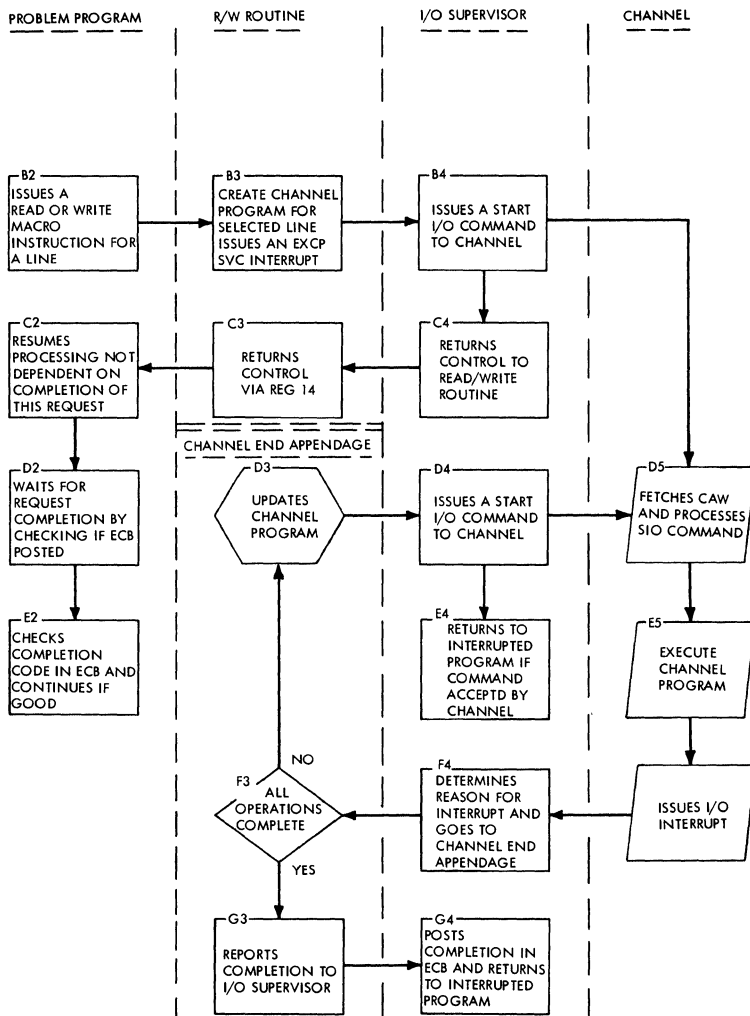 PROBLEM PROGRAM
R/W ROUTINE
I/O SUPERVISOR
CHANNEL
B2
ISSUES A
READ OR WRITE
MACRO
INSTRUCTION FOR
A LINE
B3
CREATE CHANNEL
PROGRAM FOR
SELECTED LINE
ISSUES AN EXCP
SVC INTERRUPT
B4
ISSUES A START
I/O COMMAND
TO CHANNEL
C2
RESUMES
PROCESSING NOT
DEPENDENT ON
COMPLETION OF
THIS REQUEST
C3
RETURNS
CONTROL
VIA REG 14
C4
RETURNS
CONTROL TO
READ/WRITE
ROUTINE
CHANNEL END APPENDAGE
D2
WAITS FOR
REQUEST
COMPLETION BY
CHECKING IF ECB
POSTED
D3
UPDATES
CHANNEL
PROGRAM
D4
ISSUES A START
I/O COMMAND
TO CHANNEL
D5
FETCHES CAW
AND PROCESSES
SIO COMMAND
E2
CHECKS
COMPLETION
CODE IN ECB AND
CONTINUES IF
GOOD
E4
RETURNS TO
INTERRUPTED
PROGRAM IF
COMMAND
ACCEPTD BY
CHANNEL
E5
EXECUTE
CHANNEL
PROGRAM
NO
F3
ALL
OPERATIONS
COMPLETE
YES
F4
DETERMINES
REASON FOR
INTERRUPT AND
GOES TO
CHANNEL END
APPENDAGE
ISSUES I/O
INTERRUPT
G3
REPORTS
COMPLETION TO
I/O SUPERVISOR
G4
POSTS
COMPLETION IN
ECB AND RETURNS
TO INTERRUPTED
PROGRAM